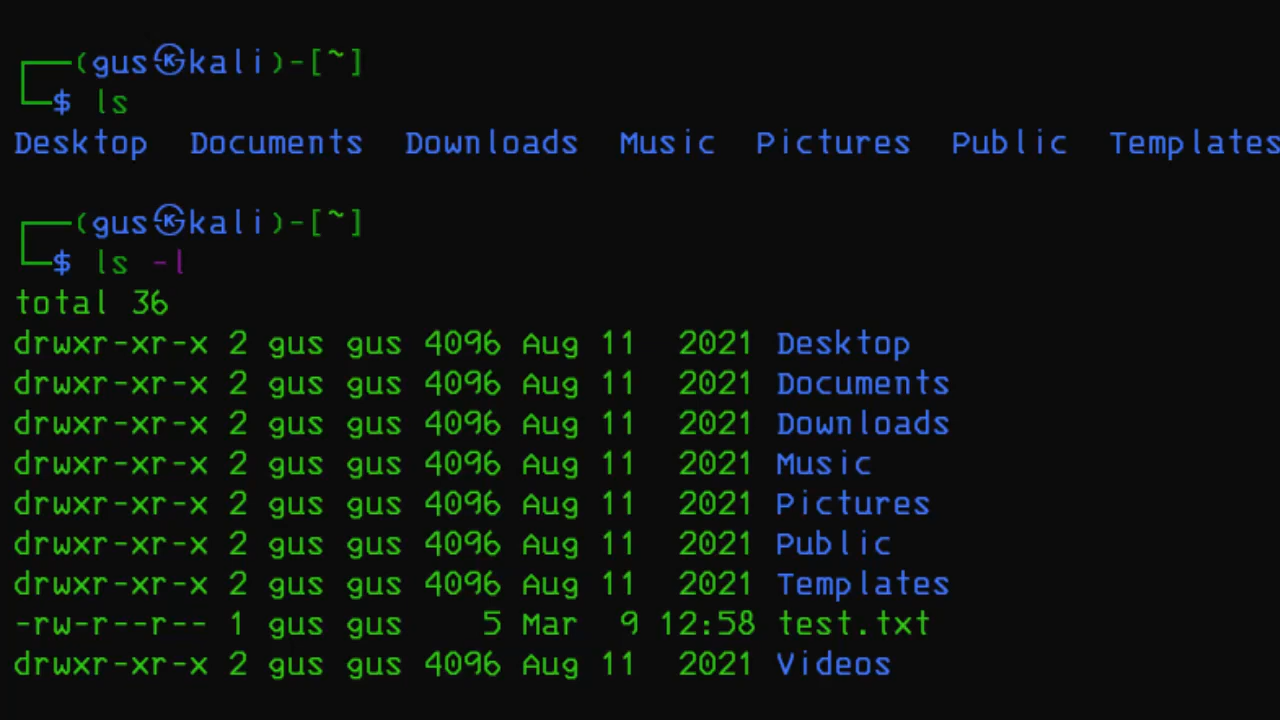 ┌──(gus㉿kali)-[~]
└─$ ls
Desktop  Documents  Downloads  Music  Pictures  Public  Templates
┌──(gus㉿kali)-[~]
└─$ ls -l
total 36
drwxr-xr-x 2 gus gus 4096 Aug 11  2021 Desktop
drwxr-xr-x 2 gus gus 4096 Aug 11  2021 Documents
drwxr-xr-x 2 gus gus 4096 Aug 11  2021 Downloads
drwxr-xr-x 2 gus gus 4096 Aug 11  2021 Music
drwxr-xr-x 2 gus gus 4096 Aug 11  2021 Pictures
drwxr-xr-x 2 gus gus 4096 Aug 11  2021 Public
drwxr-xr-x 2 gus gus 4096 Aug 11  2021 Templates
-rw-r--r-- 1 gus gus    5 Mar  9 12:58 test.txt
drwxr-xr-x 2 gus gus 4096 Aug 11  2021 Videos